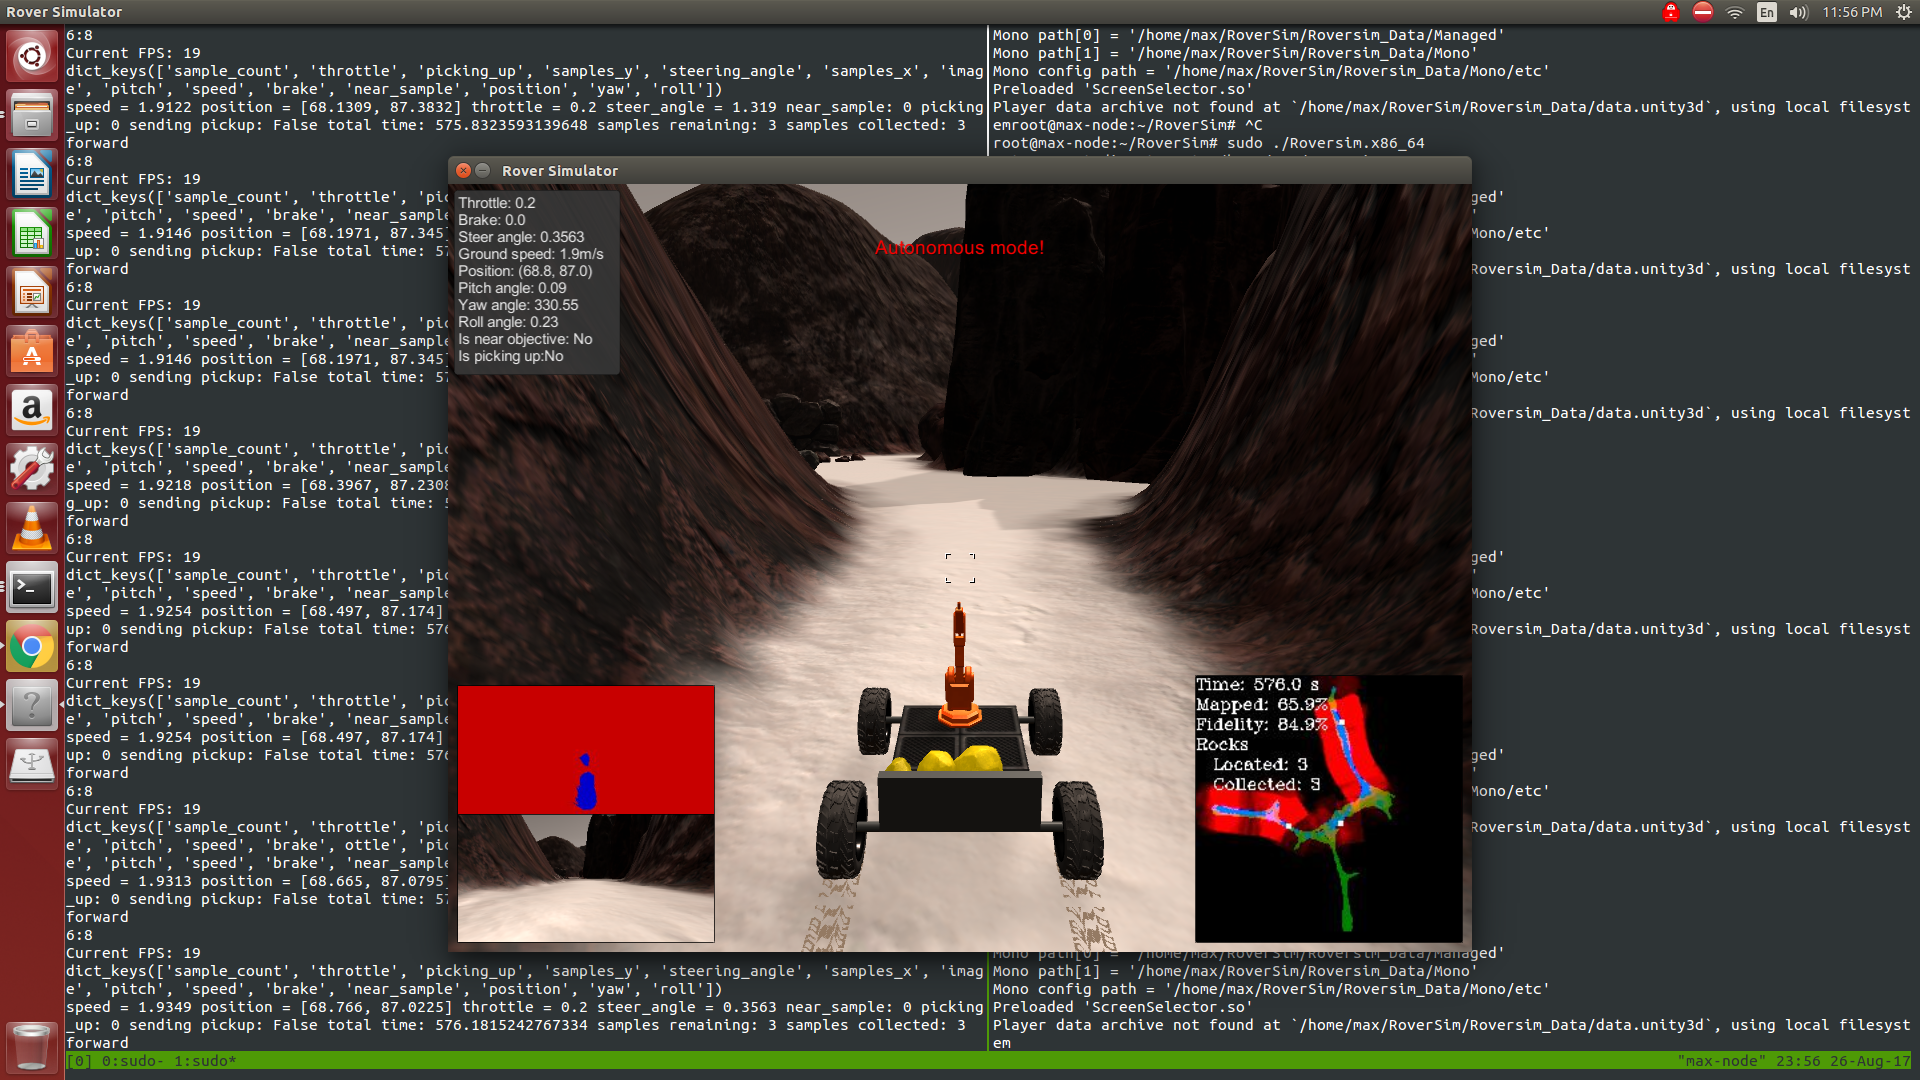 Rover Simulator
En
11:56 PM
6:8
Current FPS: 19
dict_keys(['sample_count', 'throttle', 'picking_up', 'samples_y', 'steering_angle', 'samples_x', 'imag
e', 'pitch', 'speed', 'brake', 'near_sample', 'position', 'yaw', 'roll'])
speed = 1.9122 position = [68.1309, 87.3832] throttle = 0.2 steer_angle = 1.319 near_sample: 0 picking
_up: 0 sending pickup: False total time: 575.8323593139648 samples remaining: 3 samples collected: 3
forward
6:8
Current FPS: 19
dict_keys(['sample_count', 'throttle', 'pic
e', 'pitch', 'speed', 'brake', 'near_sample
speed = 1.9146 position = [68.1971, 87.345]
_up: 0 sending pickup: False total time: 57
forward
6:8
Current FPS: 19
dict_keys(['sample_count', 'throttle', 'pic
e', 'pitch', 'speed', 'brake', 'near_sample
speed = 1.9146 position = [68.1971, 87.345]
_up: 0 sending pickup: False total time: 57
forward
6:8
Current FPS: 19
dict_keys(['sample_count', 'throttle', 'pic
e', 'pitch', 'speed', 'brake', 'near_sample
speed = 1.9218 position = [68.3967, 87.2308
g_up: 0 sending pickup: False total time: 5
forward
6:8
Current FPS: 19
dict_keys(['sample_count', 'throttle', 'pic
e', 'pitch', 'speed', 'brake', 'near_sample
speed = 1.9254 position = [68.497, 87.174]
up: 0 sending pickup: False total time: 576
forward
6:8
Current FPS: 19
dict_keys(['sample_count', 'throttle', 'pic
e', 'pitch', 'speed', 'brake', 'near_sample
speed = 1.9254 position = [68.497, 87.174]
up: 0 sending pickup: False total time: 576
forward
6:8
Current FPS: 19
dict_keys(['sample_count', 'throttle', 'pic
e', 'pitch', 'speed', 'brake', ottle', 'pic
e', 'pitch', 'speed', 'brake', 'near_sample
speed = 1.9313 position = [68.665, 87.0795]
_up: 0 sending pickup: False total time: 57
forward
6:8
Current FPS: 19
dict_keys(['sample_count', 'throttle', 'picking_up', 'samples_y', 'steering_angle', 'samples_x', 'imag
e', 'pitch', 'speed', 'brake', 'near_sample', 'position', 'yaw', 'roll'])
speed = 1.9349 position = [68.766, 87.0225] throttle = 0.2 steer_angle = 0.3563 near_sample: 0 picking
_up: 0 sending pickup: False total time: 576.1815242767334 samples remaining: 3 samples collected: 3
forward
Mono path[0] = '/home/max/RoverSim/Roversim_Data/Managed'
Mono path[1] = '/home/max/RoverSim/Roversim_Data/Mono'
Mono config path = '/home/max/RoverSim/Roversim_Data/Mono/etc'
Preloaded 'ScreenSelector.so'
Player data archive not found at `/home/max/RoverSim/Roversim_Data/data.unity3d`, using local filesyst
emroot@max-node:~/RoverSim# ^C
root@max-node:~/RoverSim# sudo ./Roversim.x86_64
ged'
'
Mono/etc'
Roversim_Data/data.unity3d`, using local filesyst
ged'
'
Mono/etc'
Roversim_Data/data.unity3d`, using local filesyst
ged'
'
Mono/etc'
Roversim_Data/data.unity3d`, using local filesyst
ged'
'
Mono/etc'
Roversim_Data/data.unity3d`, using local filesyst
Mono path[0] = '/home/max/RoverSim/Roversim_Data/Managed'
Mono path[1] = '/home/max/RoverSim/Roversim_Data/Mono'
Mono config path = '/home/max/RoverSim/Roversim_Data/Mono/etc'
Preloaded 'ScreenSelector.so'
Player data archive not found at `/home/max/RoverSim/Roversim_Data/data.unity3d`, using local filesyst
em
Rover Simulator
Throttle: 0.2
Brake: 0.0
Steer angle: 0.3563
Ground speed: 1.9m/s
Position: (68.8, 87.0)
Pitch angle: 0.09
Yaw angle: 330.55
Roll angle: 0.23
Is near objective: No
Is picking up:No
Autonomous mode!
Time: 576.0 s
Mapped: 65.9%
Fidelity: 84.9%
Rocks
Located: 3
Collected: 3
[0] 0:sudo- 1:sudo*
"max-node" 23:56 26-Aug-17